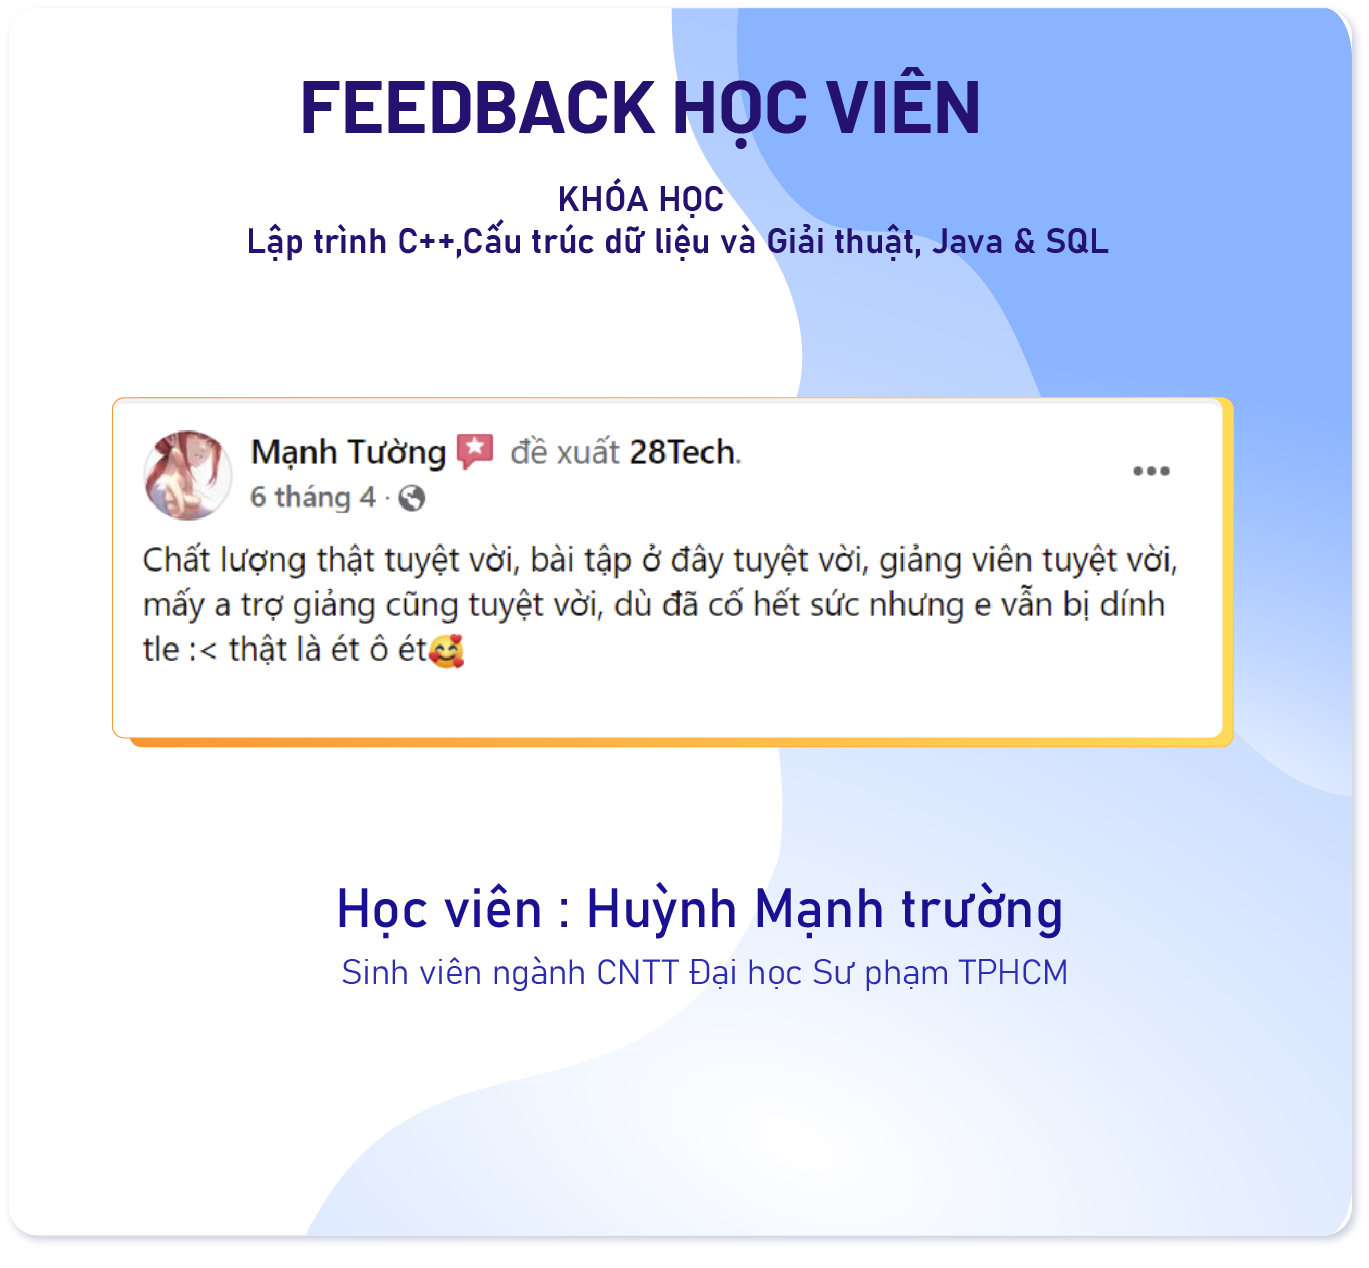 FEEDBACK HỌC VIÊN
KHÓA HỌC
Lập trình C++,Cấu trúc dữ liệu và Giải thuật, Java & SQL
Mạnh Tường đề xuất 28Tech.
6 tháng 4 ·
Chất lượng thật tuyệt vời, bài tập ở đây tuyệt vời, giảng viên tuyệt vời,
mấy a trợ giảng cũng tuyệt vời, dù đã cố hết sức nhưng e vẫn bị dính
tle :< thật là ét ô ét🥰
Học viên : Huỳnh Mạnh trường
Sinh viên ngành CNTT Đại học Sư phạm TPHCM